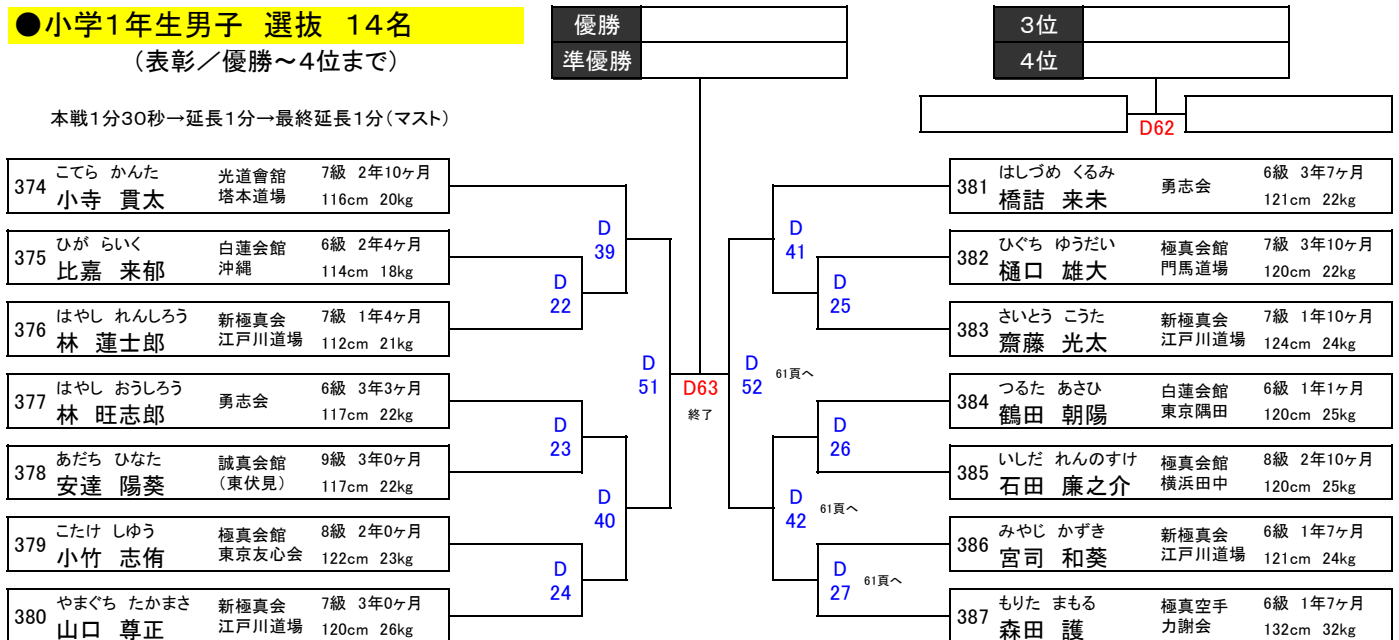 ●小学1年生男子 選抜 14名
(表彰/優勝~4位まで)
本戦1分30秒→延長1分→最終延長1分(マスト)
優勝
準優勝
3位
4位
D62
374 こてら かんた 光道會館 7級 2年10ヶ月
小寺 貫太 塔本道場 116cm 20kg
375 ひが らいく 白蓮会館 6級 2年4ヶ月
比嘉 来郁 沖縄 114cm 18kg
376 はやし れんしろう 新極真会 7級 1年4ヶ月
林 蓮士郎 江戸川道場 112cm 21kg
377 はやし おうしろう 勇志会 6級 3年3ヶ月
林 旺志郎 117cm 22kg
378 あだち ひなた 誠真会館 9級 3年0ヶ月
安達 陽葵 (東伏見) 117cm 22kg
379 こたけ しゆう 極真会館 8級 2年0ヶ月
小竹 志侑 東京友心会 122cm 23kg
380 やまぐち たかまさ 新極真会 7級 3年0ヶ月
山口 尊正 江戸川道場 120cm 26kg
D
39
D
22
D
51
D
23
D
40
D
24
D63
終了
D
52 61頁へ
D
41
D
25
D
26
D
42 61頁へ
D
27 61頁へ
381 はしづめ くるみ 勇志会 6級 3年7ヶ月
橋詰 来未 121cm 22kg
382 ひぐち ゆうだい 極真会館 7級 3年10ヶ月
樋口 雄大 門馬道場 120cm 22kg
383 さいとう こうた 新極真会 7級 1年10ヶ月
齋藤 光太 江戸川道場 124cm 24kg
384 つるた あさひ 白蓮会館 6級 1年1ヶ月
鶴田 朝陽 東京隅田 120cm 25kg
385 いしだ れんのすけ 極真会館 8級 2年10ヶ月
石田 廉之介 横浜田中 120cm 25kg
386 みやじ かずき 新極真会 6級 1年7ヶ月
宮司 和葵 江戸川道場 121cm 24kg
387 もりた まもる 極真空手 6級 1年7ヶ月
森田 護 力謝会 132cm 32kg